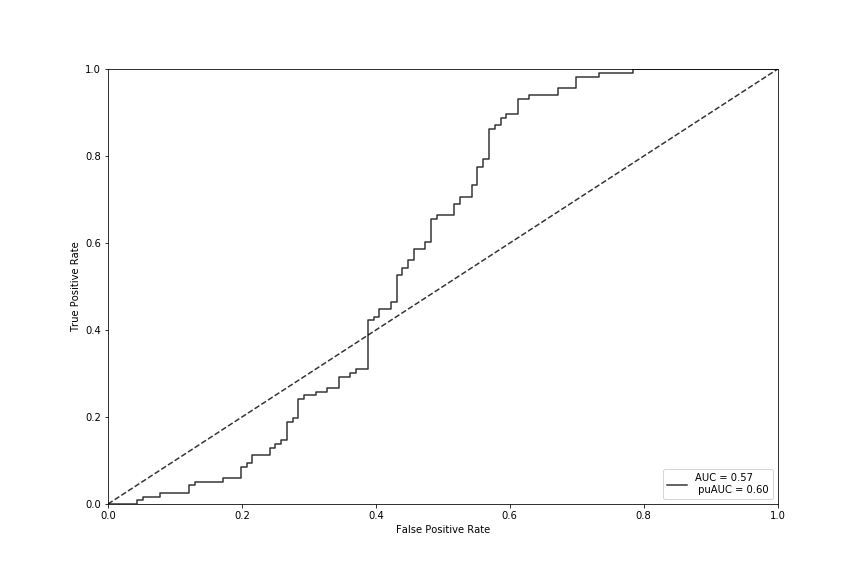 1.0
0.8
0.6
0.4
0.2
0.0
True Positive Rate
0.0 0.2 0.4 0.6 0.8 1.0
False Positive Rate
AUC = 0.57
puAUC = 0.60